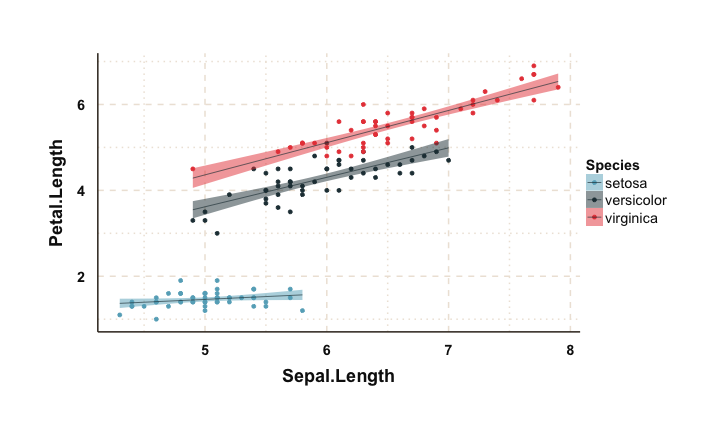 6
4
2
Petal.Length
5 6 7 8
Sepal.Length
Species
setosa
versicolor
virginica